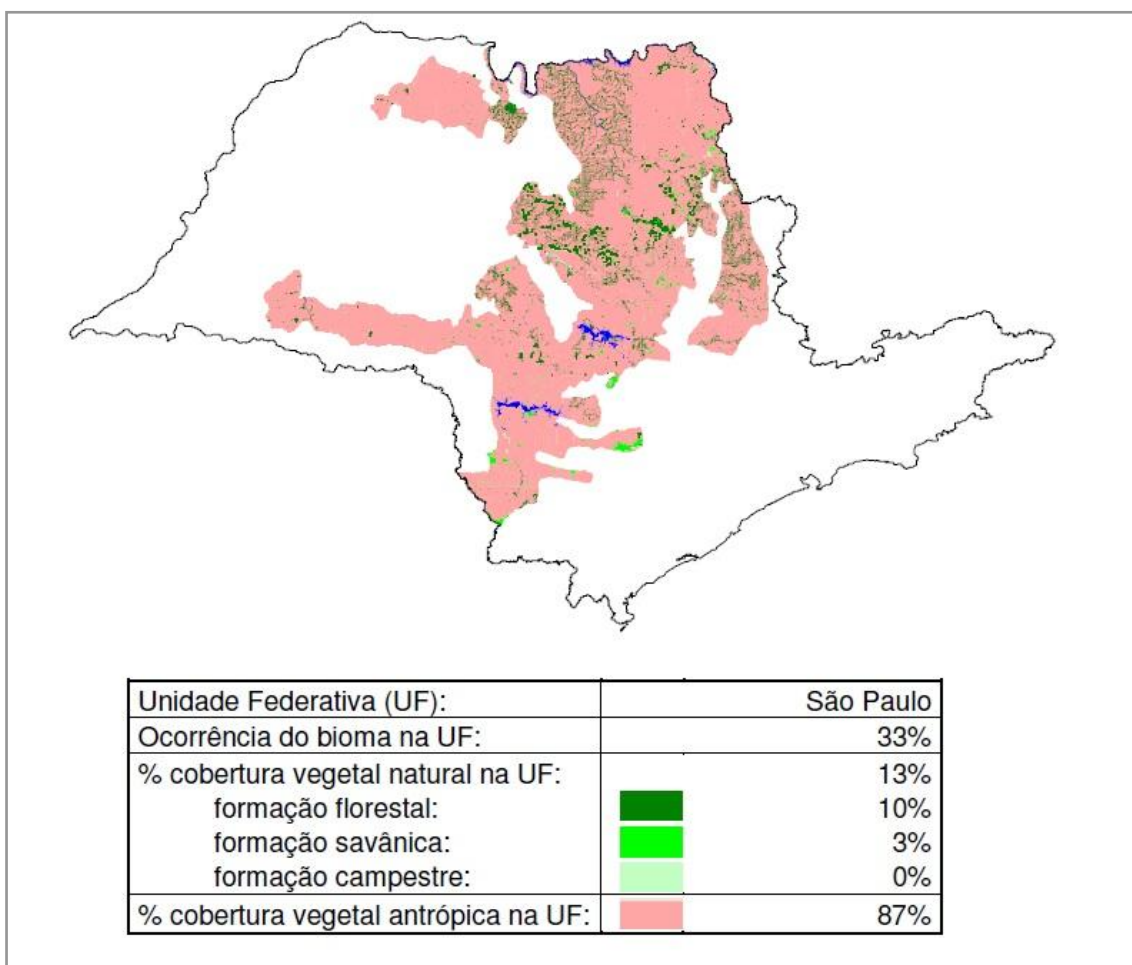 Unidade Federativa (UF): São Paulo
Ocorrência do bioma na UF: 33%
% cobertura vegetal natural na UF: 13%
formação florestal: 10%
formação savânica: 3%
formação campestre: 0%
% cobertura vegetal antrópica na UF: 87%